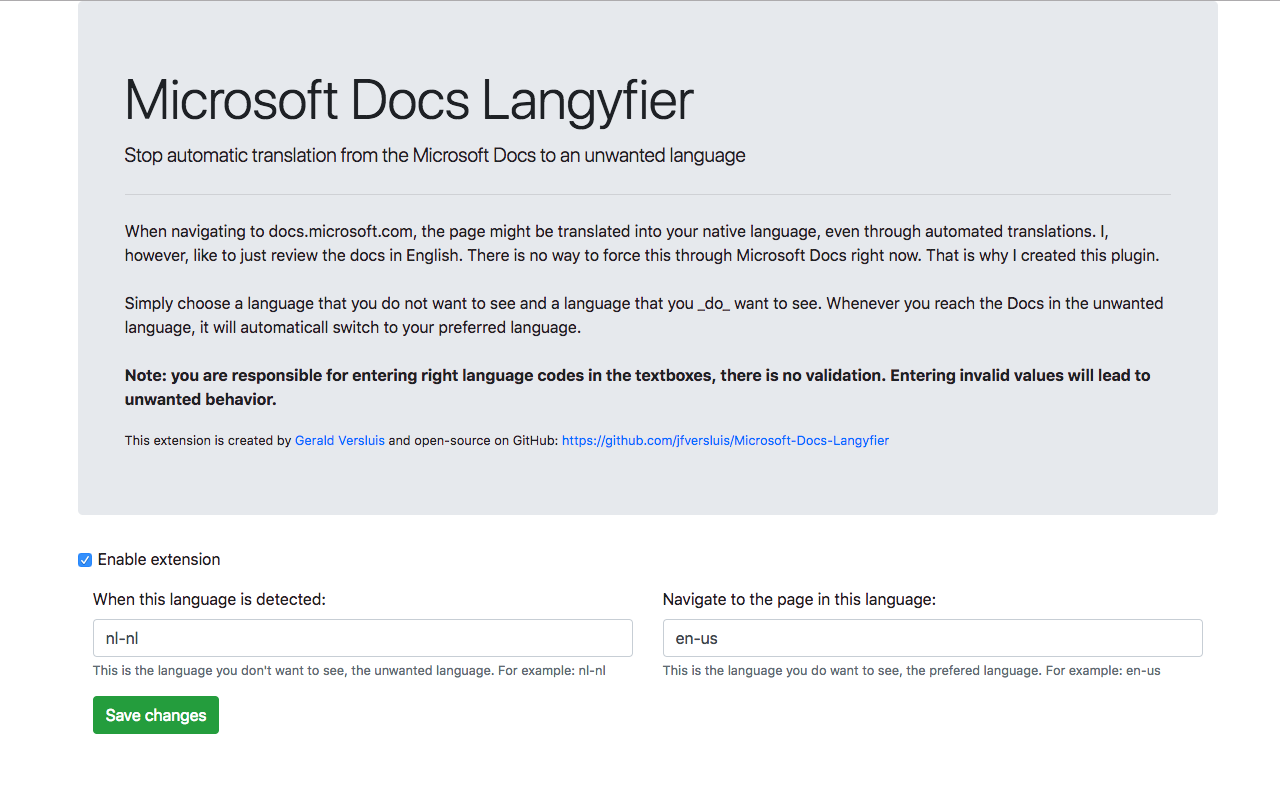 Microsoft Docs Langyfier
Stop automatic translation from the Microsoft Docs to an unwanted language
When navigating to docs.microsoft.com, the page might be translated into your native language, even through automated translations. I,
however, like to just review the docs in English. There is no way to force this through Microsoft Docs right now. That is why I created this plugin.
Simply choose a language that you do not want to see and a language that you _do_ want to see. Whenever you reach the Docs in the unwanted
language, it will automaticall switch to your preferred language.
Note: you are responsible for entering right language codes in the textboxes, there is no validation. Entering invalid values will lead to
unwanted behavior.
This extension is created by Gerald Versluis and open-source on GitHub: https://github.com/jfversluis/Microsoft-Docs-Langyfier
Enable extension
When this language is detected:
nl-nl
This is the language you don't want to see, the unwanted language. For example: nl-nl
Navigate to the page in this language:
en-us
This is the language you do want to see, the prefered language. For example: en-us
Save changes